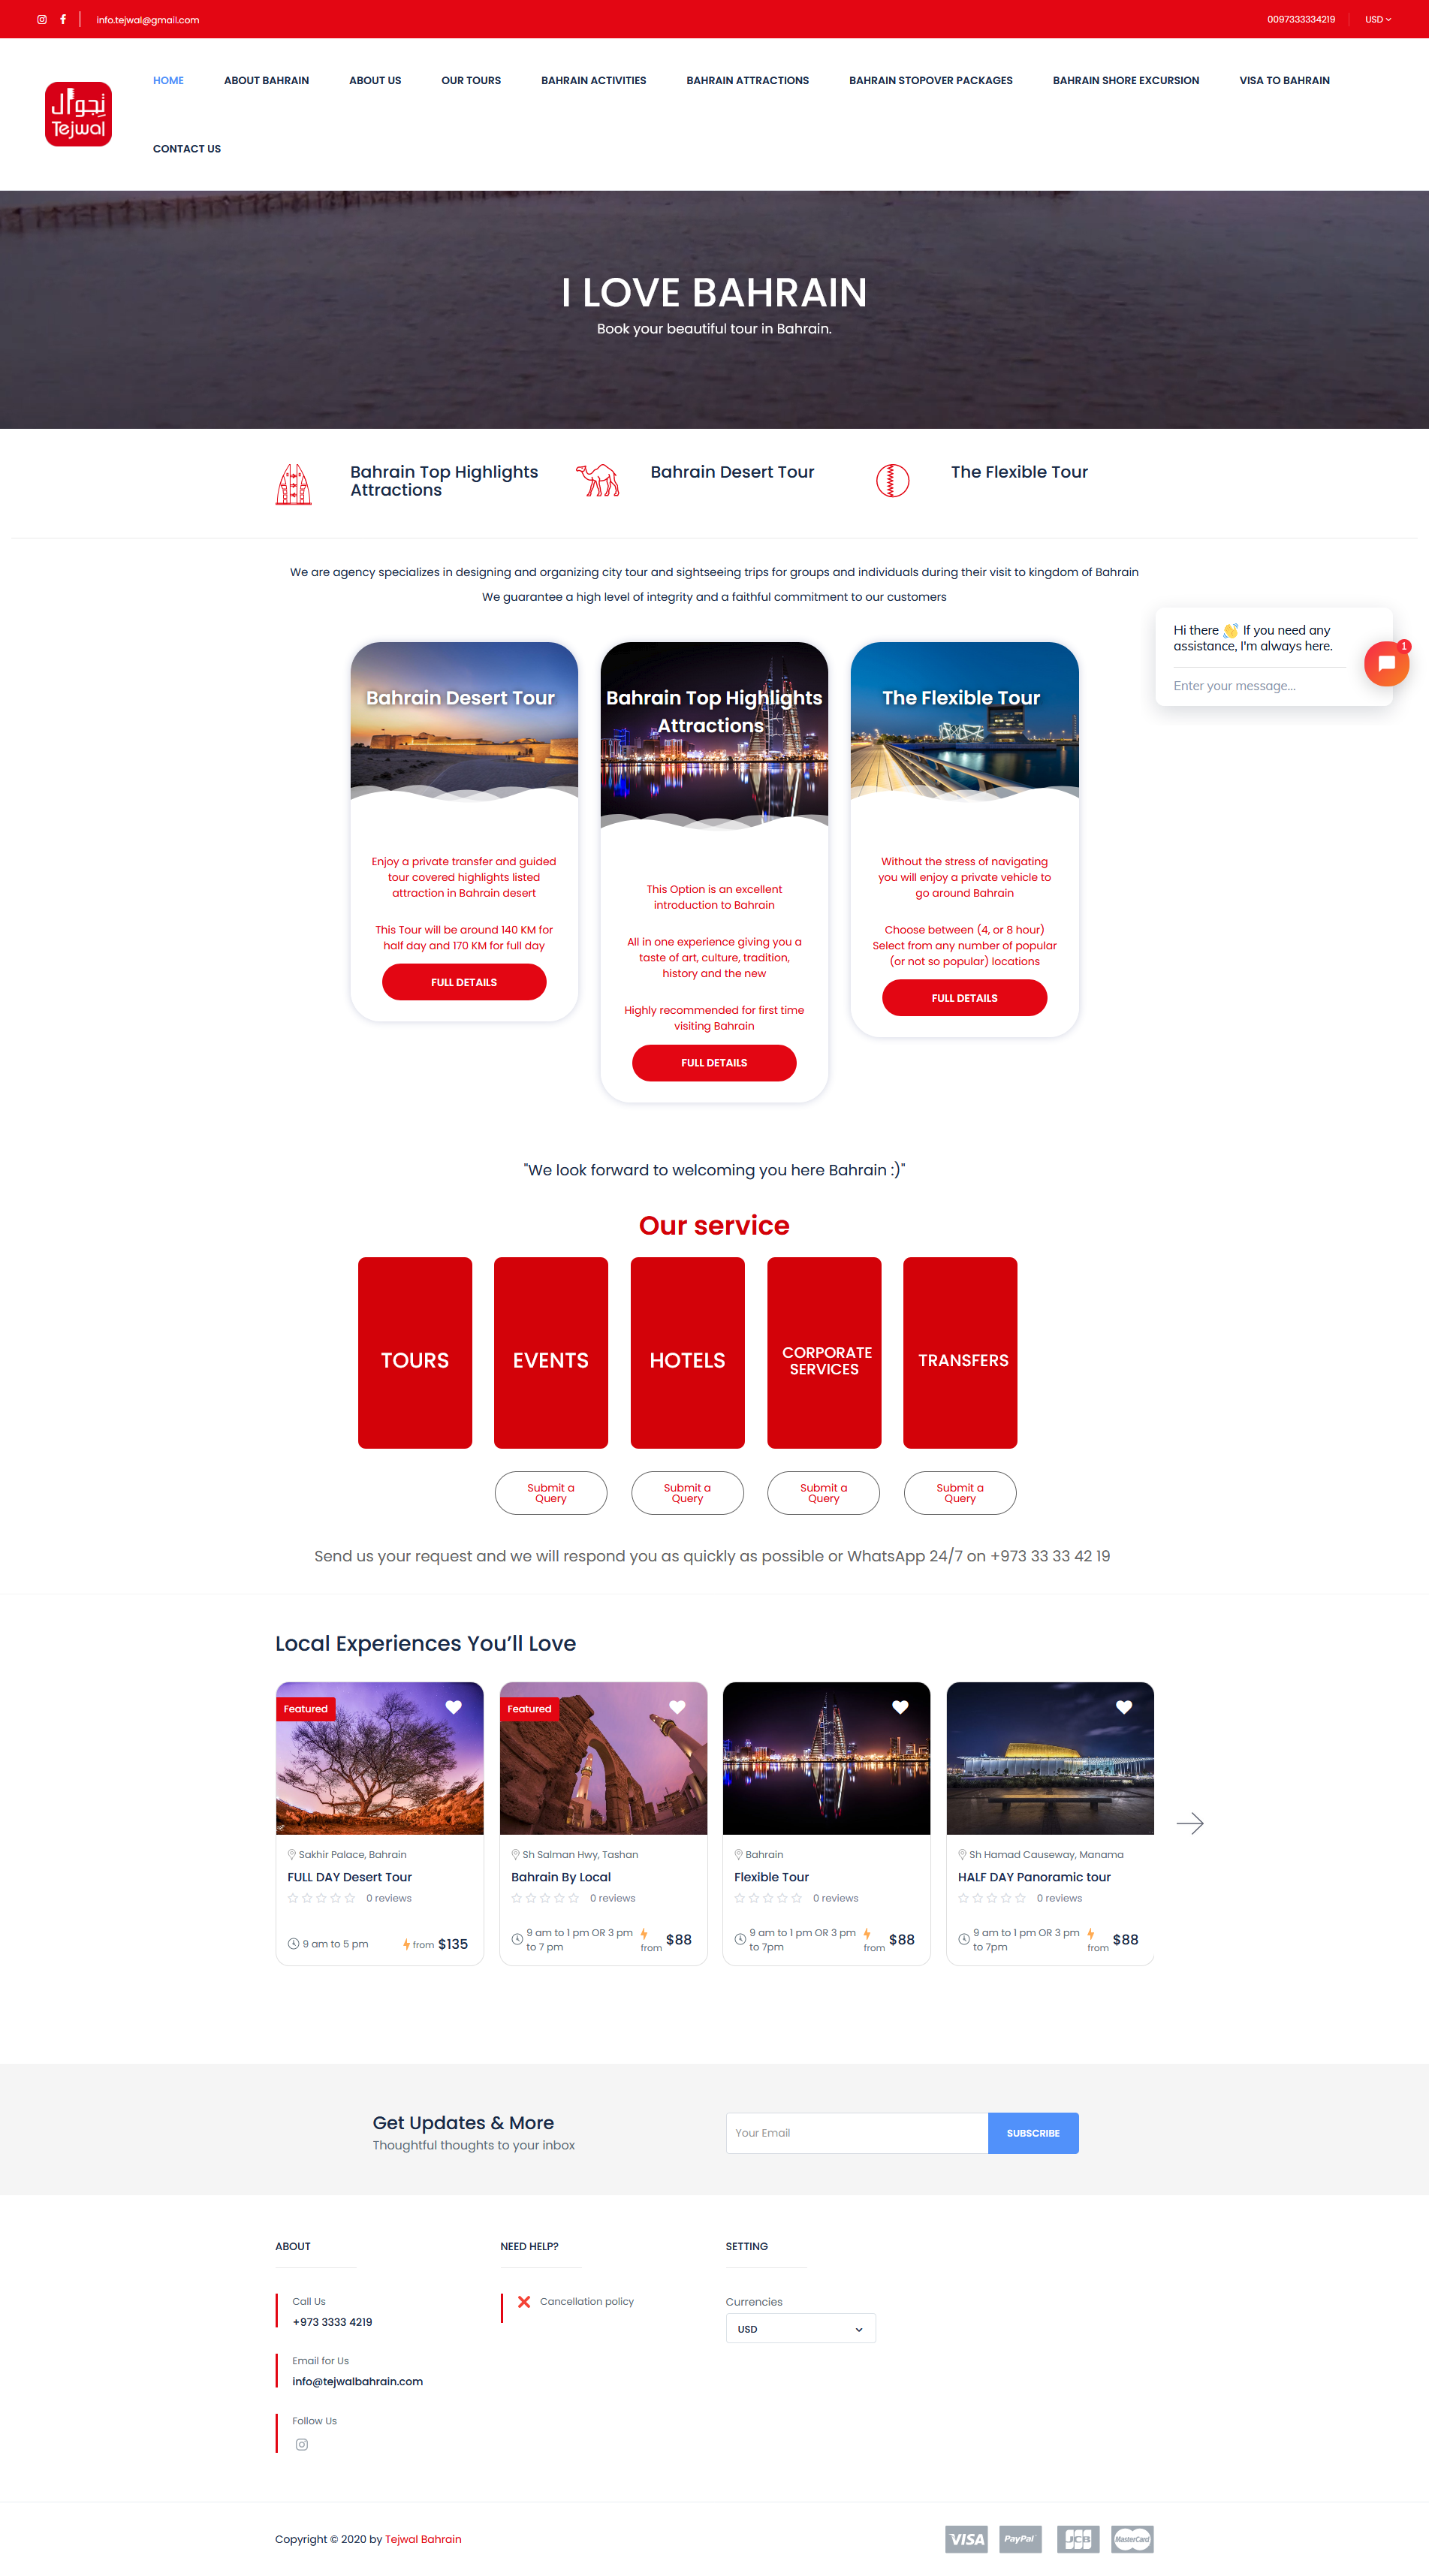 info.tejwal@gmail.com
0097333334219
USD
تجوال
Tejwal
HOME
ABOUT BAHRAIN
ABOUT US
OUR TOURS
BAHRAIN ACTIVITIES
BAHRAIN ATTRACTIONS
BAHRAIN STOPOVER PACKAGES
BAHRAIN SHORE EXCURSION
VISA TO BAHRAIN
CONTACT US
I LOVE BAHRAIN
Book your beautiful tour in Bahrain.
Bahrain Top Highlights
Attractions
Bahrain Desert Tour
The Flexible Tour
We are agency specializes in designing and organizing city tour and sightseeing trips for groups and individuals during their visit to kingdom of Bahrain
We guarantee a high level of integrity and a faithful commitment to our customers
Hi there 👋 If you need any
assistance, I'm always here.
Enter your message...
1
Bahrain Desert Tour
Enjoy a private transfer and guided
tour covered highlights listed
attraction in Bahrain desert
This Tour will be around 140 KM for
half day and 170 KM for full day
FULL DETAILS
Bahrain Top Highlights
Attractions
This Option is an excellent
introduction to Bahrain
All in one experience giving you a
taste of art, culture, tradition,
history and the new
Highly recommended for first time
visiting Bahrain
FULL DETAILS
The Flexible Tour
Without the stress of navigating
you will enjoy a private vehicle to
go around Bahrain
Choose between (4, or 8 hour)
Select from any number of popular
(or not so popular) locations
FULL DETAILS
"We look forward to welcoming you here Bahrain :)"
Our service
TOURS
EVENTS
HOTELS
CORPORATE
SERVICES
TRANSFERS
Submit a
Query
Submit a
Query
Submit a
Query
Submit a
Query
Send us your request and we will respond you as quickly as possible or WhatsApp 24/7 on +973 33 33 42 19
Local Experiences You'll Love
Featured
Sakhir Palace, Bahrain
FULL DAY Desert Tour
0 reviews
9 am to 5 pm
from $135
Featured
Sh Salman Hwy, Tashan
Bahrain By Local
0 reviews
9 am to 1 pm OR 3 pm
to 7 pm
from $88
Bahrain
Flexible Tour
0 reviews
9 am to 1 pm OR 3 pm
to 7pm
from $88
Sh Hamad Causeway, Manama
HALF DAY Panoramic tour
0 reviews
9 am to 1 pm OR 3 pm
to 7pm
from $88
Get Updates & More
Thoughtful thoughts to your inbox
Your Email
SUBSCRIBE
ABOUT
Call Us
+973 3333 4219
Email for Us
info@tejwalbahrain.com
Follow Us
NEED HELP?
Cancellation policy
SETTING
Currencies
USD
Copyright © 2020 by Tejwal Bahrain
VISA
PayPal
JCB
MasterCard